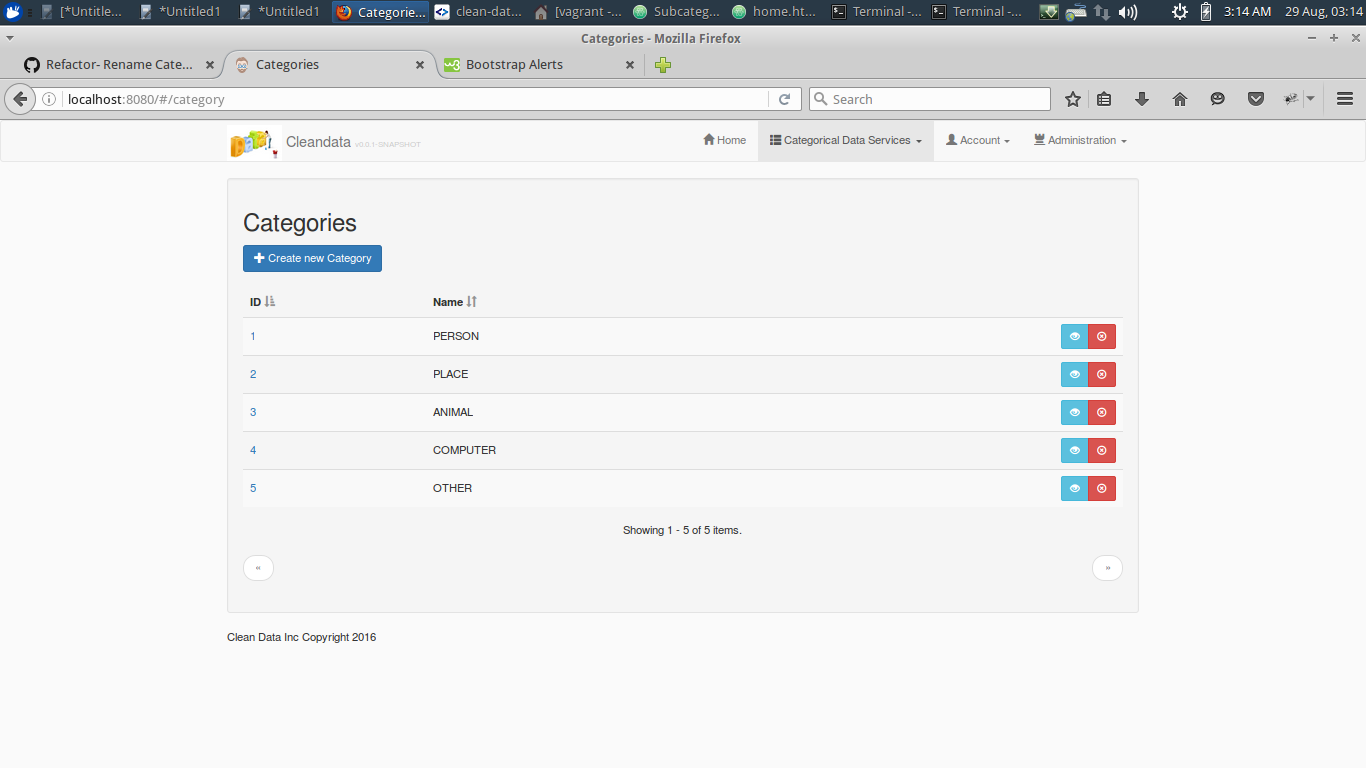 [*Untitle... *Untitled1 *Untitled1 Categorie... clean-dat... [vagrant -... Subcateg... home.ht... Terminal -... Terminal -... 3:14 AM 29 Aug, 03:14
Categories - Mozilla Firefox
Refactor- Rename Cate... Categories Bootstrap Alerts
localhost:8080/#/category Search
Cleandata v0.0.1-SNAPSHOT Home Categorical Data Services Account Administration
Categories
Create new Category
ID Name
1 PERSON
2 PLACE
3 ANIMAL
4 COMPUTER
5 OTHER
Showing 1 - 5 of 5 items.
« »
Clean Data Inc Copyright 2016